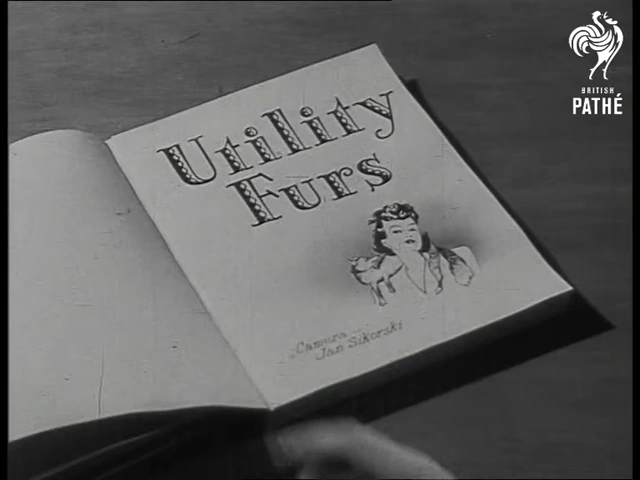 Utility
Furs
Camera
Jan Sikorski
BRITISH
PATHÉ